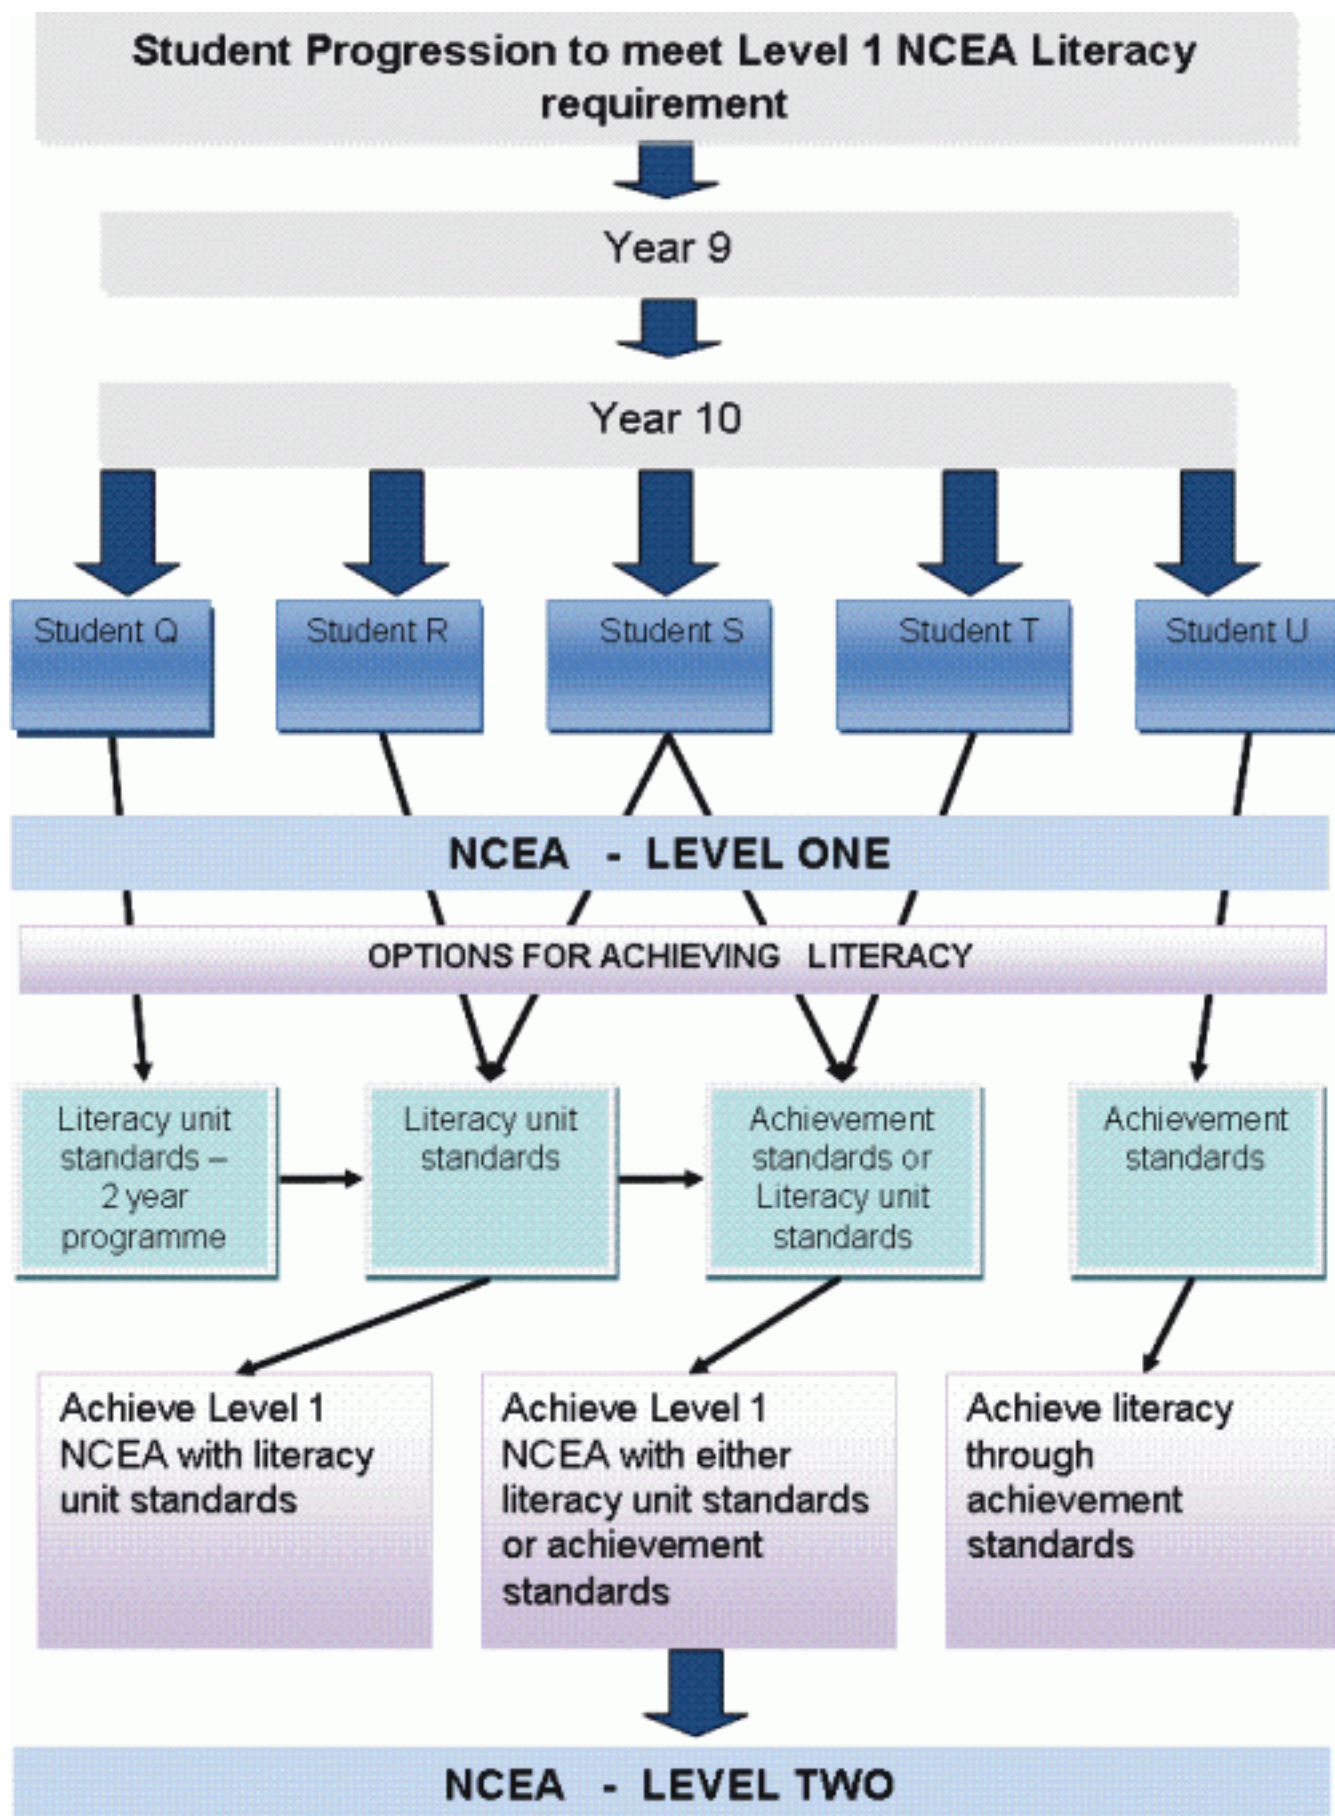 Student Progression to meet Level 1 NCEA Literacy
requirement
Year 9
Year 10
Student Q
Student R
Student S
Student T
Student U
NCEA - LEVEL ONE
OPTIONS FOR ACHIEVING LITERACY
Literacy unit
standards –
2 year
programme
Literacy unit
standards
Achievement
standards or
Literacy unit
standards
Achievement
standards
Achieve Level 1
NCEA with literacy
unit standards
Achieve Level 1
NCEA with either
literacy unit standards
or achievement
standards
Achieve literacy
through
achievement
standards
NCEA - LEVEL TWO